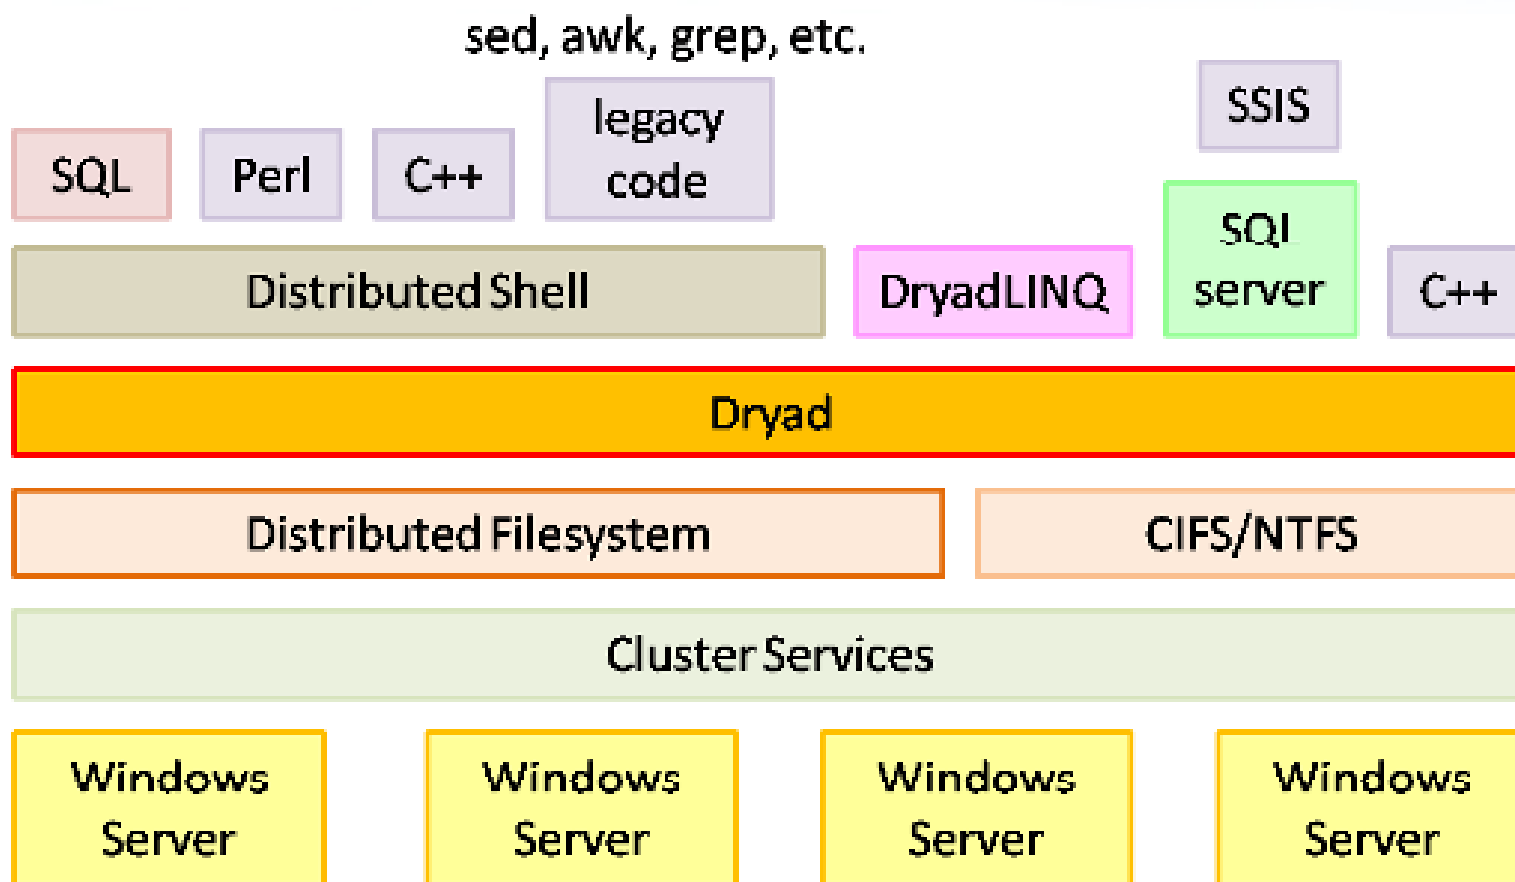 sed, awk, grep, etc.
SSIS
legacy
code
SQL
Perl
C++
SQL
server
Distributed Shell
DryadLINQ
C++
Dryad
Distributed Filesystem
CIFS/NTFS
Cluster Services
Windows
Server
Windows
Server
Windows
Server
Windows
Server